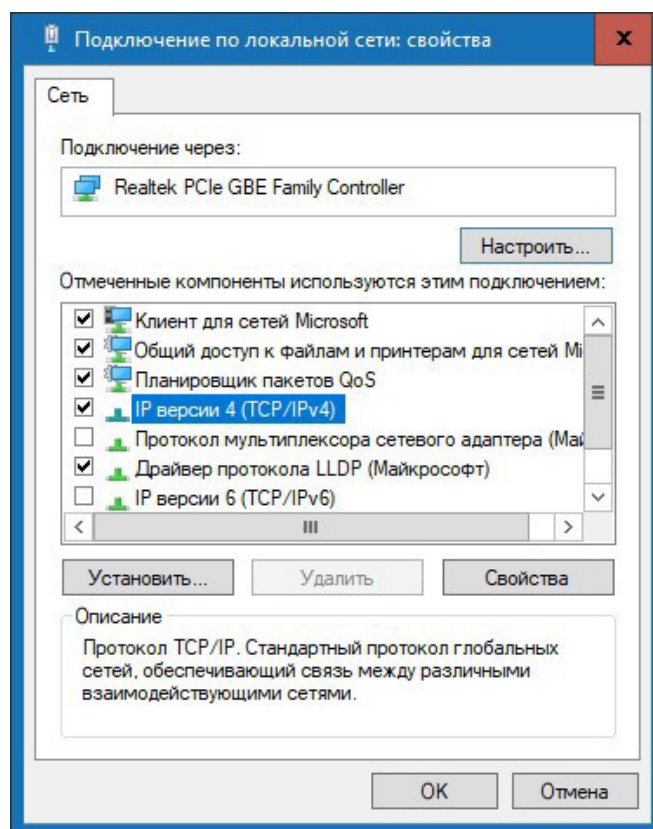 Подключение по локальной сети: свойства
Сеть
Подключение через:
Realtek PCIe GBE Family Controller
Настроить...
Отмеченные компоненты используются этим подключением:
Клиент для сетей Microsoft
Общий доступ к файлам и принтерам для сетей Mi
Планировщик пакетов QoS
IP версии 4 (TCP/IPv4)
Протокол мультиплексора сетевого адаптера (Май
Драйвер протокола LLDP (Майкрософт)
IP версии 6 (TCP/IPv6)
Установить... Удалить Свойства
Описание
Протокол TCP/IP. Стандартный протокол глобальных
сетей, обеспечивающий связь между различными
взаимодействующими сетями.
OK Отмена